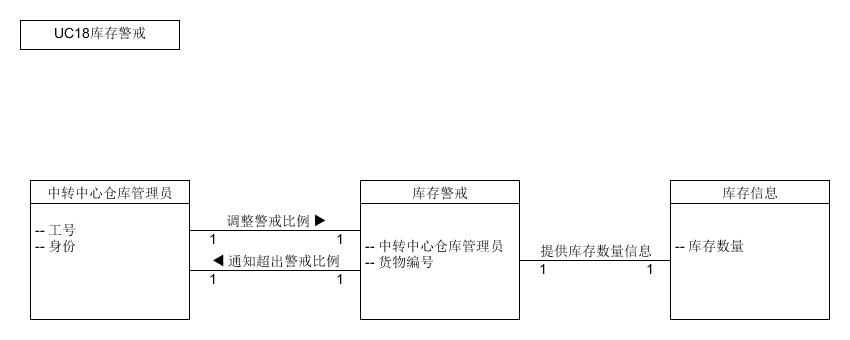 UC18库存警戒
中转中心仓库管理员
库存警戒
库存信息
-- 工号
-- 身份
调整警戒比例 ▶
1 1
◀ 通知超出警戒比例
1 1
-- 中转中心仓库管理员
-- 货物编号
提供库存数量信息
1 1
-- 库存数量